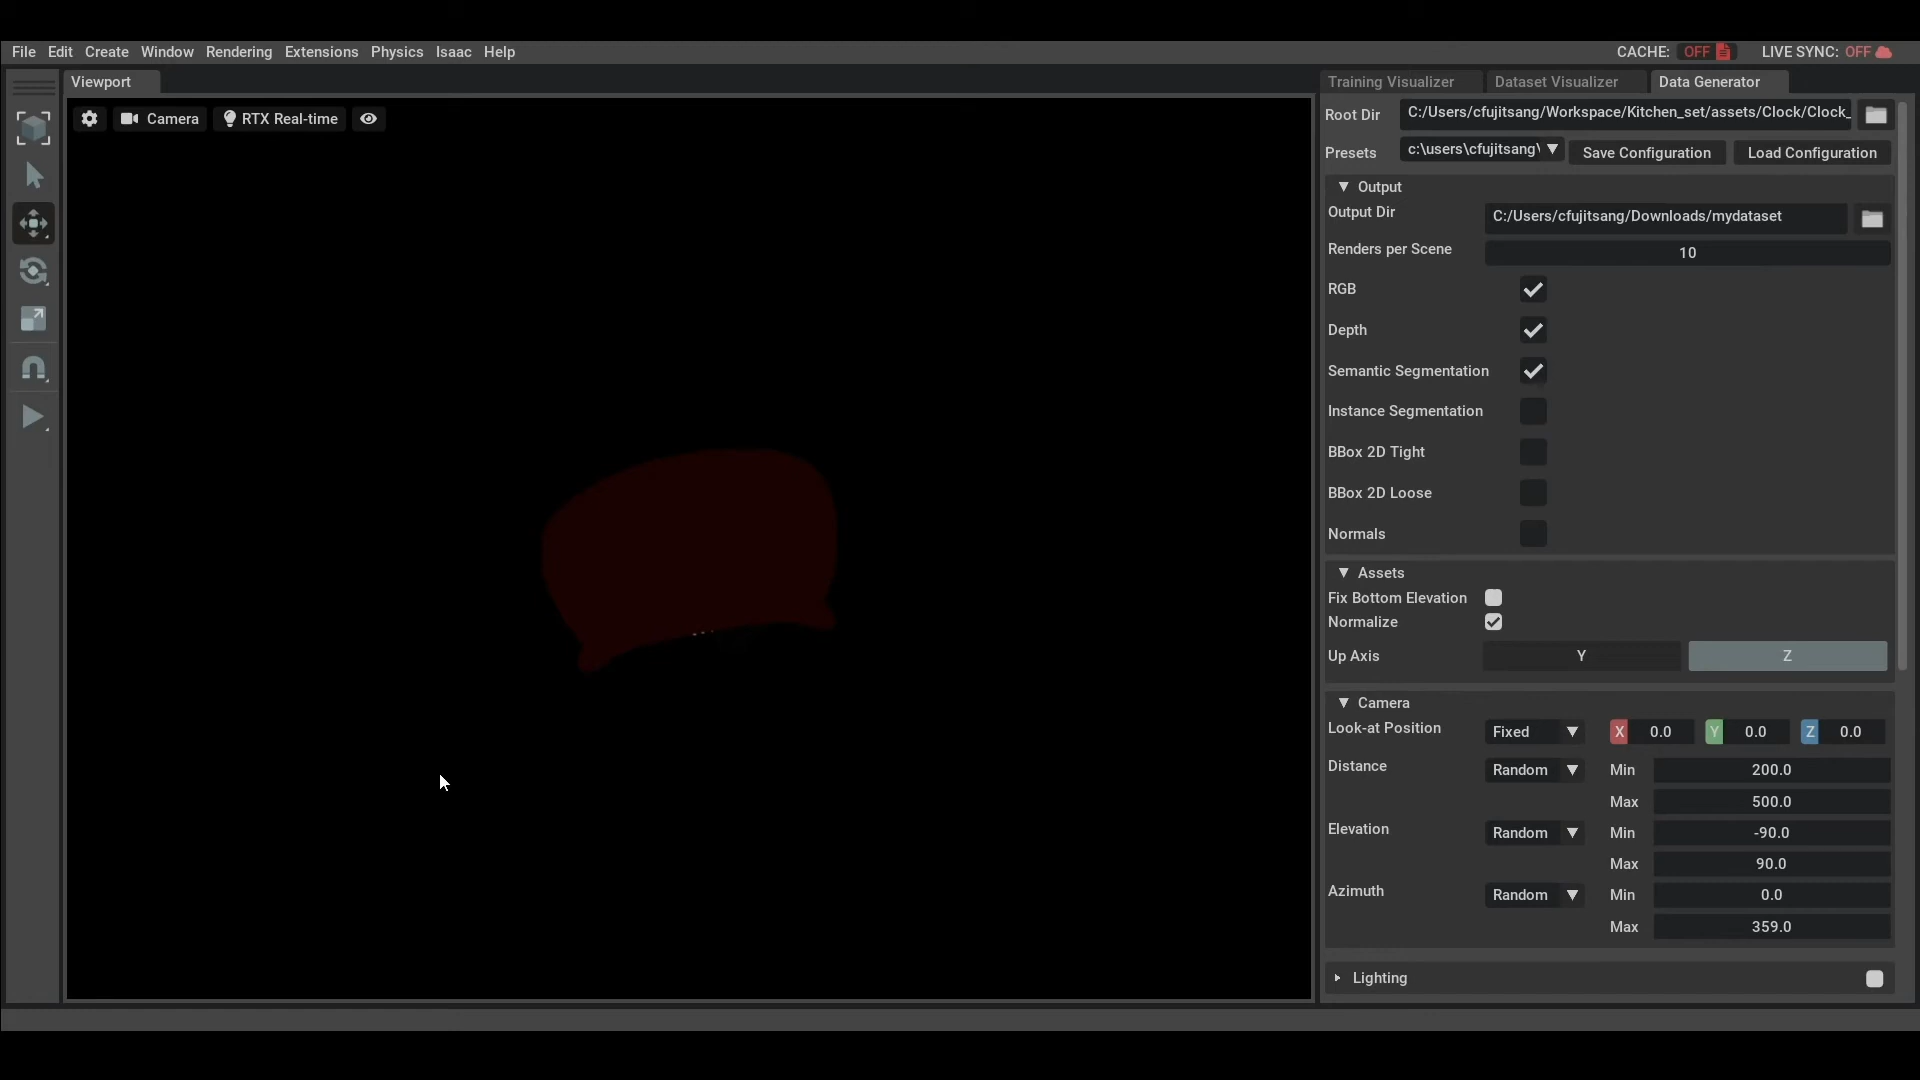 File Edit Create Window Rendering Extensions Physics Isaac Help
CACHE: OFF LIVE SYNC: OFF
Viewport
Camera RTX Real-time
Training Visualizer Dataset Visualizer Data Generator
Root Dir C:/Users/cfujitsang/Workspace/Kitchen_set/assets/Clock/Clock_
Presets c:\users\cfujitsang\ Save Configuration Load Configuration
Output
Output Dir C:/Users/cfujitsang/Downloads/mydataset
Renders per Scene 10
RGB
Depth
Semantic Segmentation
Instance Segmentation
BBox 2D Tight
BBox 2D Loose
Normals
Assets
Fix Bottom Elevation
Normalize
Up Axis Y Z
Camera
Look-at Position Fixed X 0.0 Y 0.0 Z 0.0
Distance Random Min 200.0
Max 500.0
Elevation Random Min -90.0
Max 90.0
Azimuth Random Min 0.0
Max 359.0
Lighting